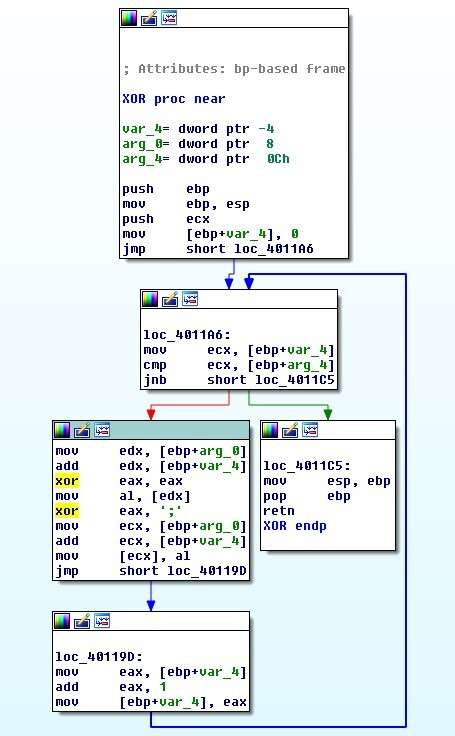 ; Attributes: bp-based frame
XOR proc near
var_4= dword ptr -4
arg_0= dword ptr  8
arg_4= dword ptr  0Ch
push    ebp
mov     ebp, esp
push    ecx
mov     [ebp+var_4], 0
jmp     short loc_4011A6
loc_4011A6:
mov     ecx, [ebp+var_4]
cmp     ecx, [ebp+arg_4]
jnb     short loc_4011C5
mov     edx, [ebp+arg_0]
add     edx, [ebp+var_4]
xor     eax, eax
mov     al, [edx]
xor     eax, ';'
mov     ecx, [ebp+arg_0]
add     ecx, [ebp+var_4]
mov     [ecx], al
jmp     short loc_40119D
loc_4011C5:
mov     esp, ebp
pop     ebp
retn
XOR endp
loc_40119D:
mov     eax, [ebp+var_4]
add     eax, 1
mov     [ebp+var_4], eax